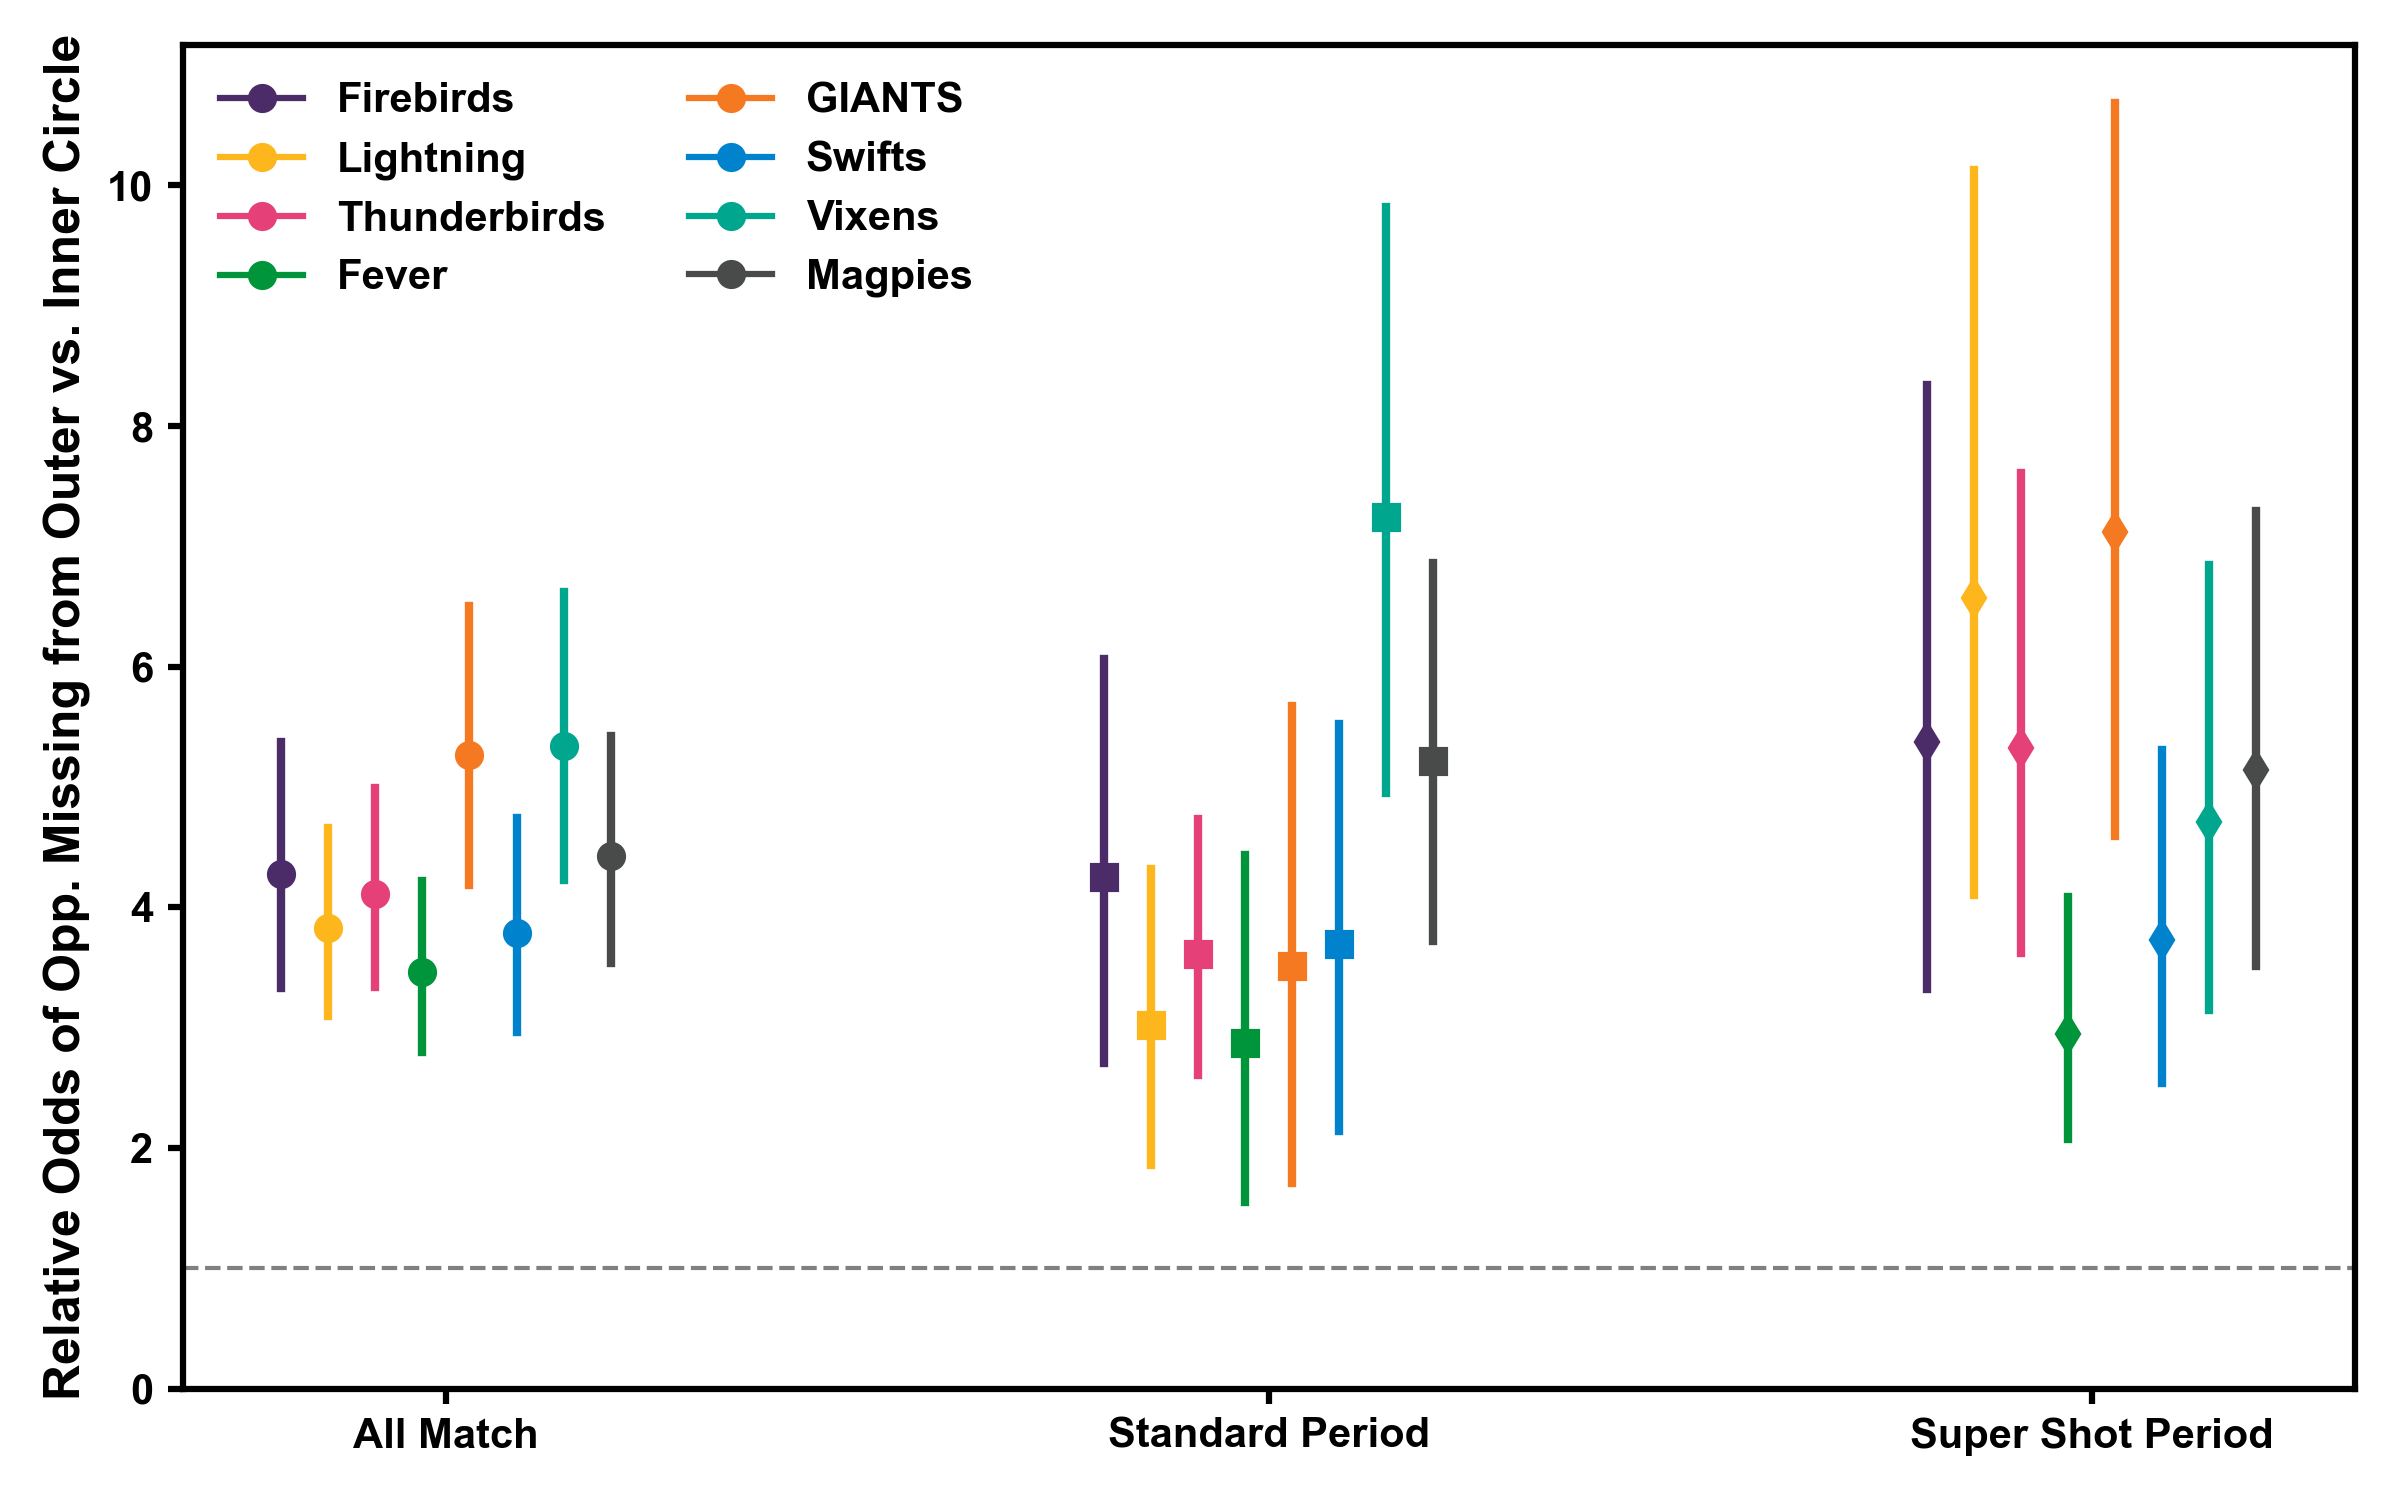 Relative Odds of Opp. Missing from Outer vs. Inner Circle
Firebirds
Lightning
Thunderbirds
Fever
GIANTS
Swifts
Vixens
Magpies
10
8
6
4
2
0
All Match
Standard Period
Super Shot Period